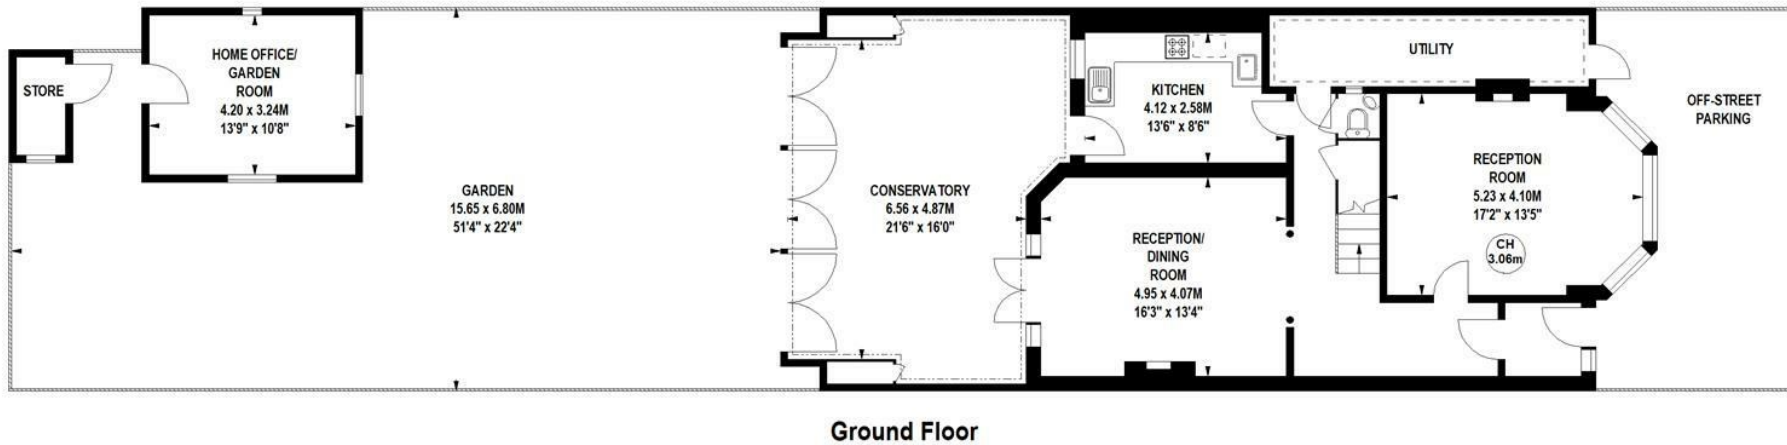 STORE
HOME OFFICE/
GARDEN
ROOM
4.20 x 3.24M
13'9" x 10'8"
GARDEN
15.65 x 6.80M
51'4" x 22'4"
CONSERVATORY
6.56 x 4.87M
21'6" x 16'0"
KITCHEN
4.12 x 2.58M
13'6" x 8'6"
RECEPTION/
DINING
ROOM
4.95 x 4.07M
16'3" x 13'4"
UTILITY
RECEPTION
ROOM
5.23 x 4.10M
17'2" x 13'5"
CH
3.06m
OFF-STREET
PARKING
Ground Floor